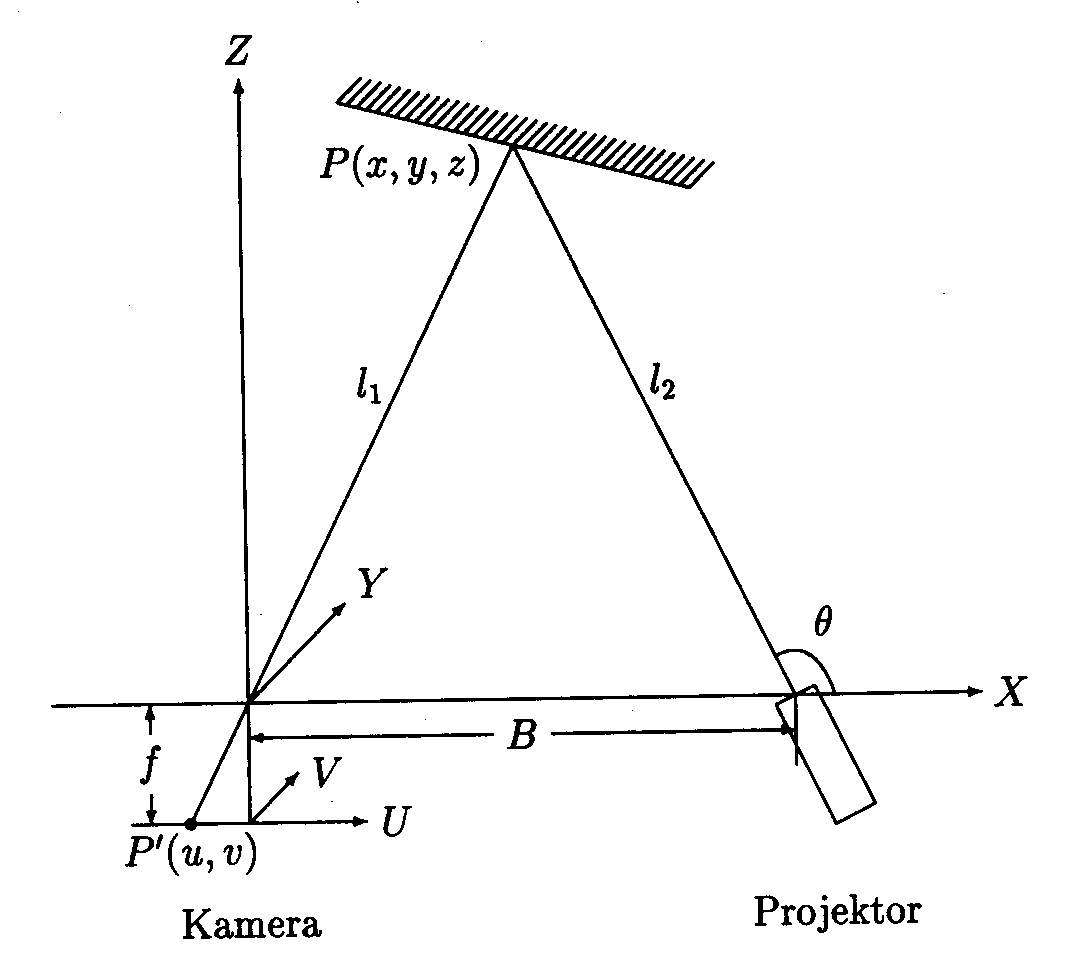 Z
P(x, y, z)
l₁
l₂
Y
θ
X
B
f
V
U
P′(u, v)
Kamera
Projektor